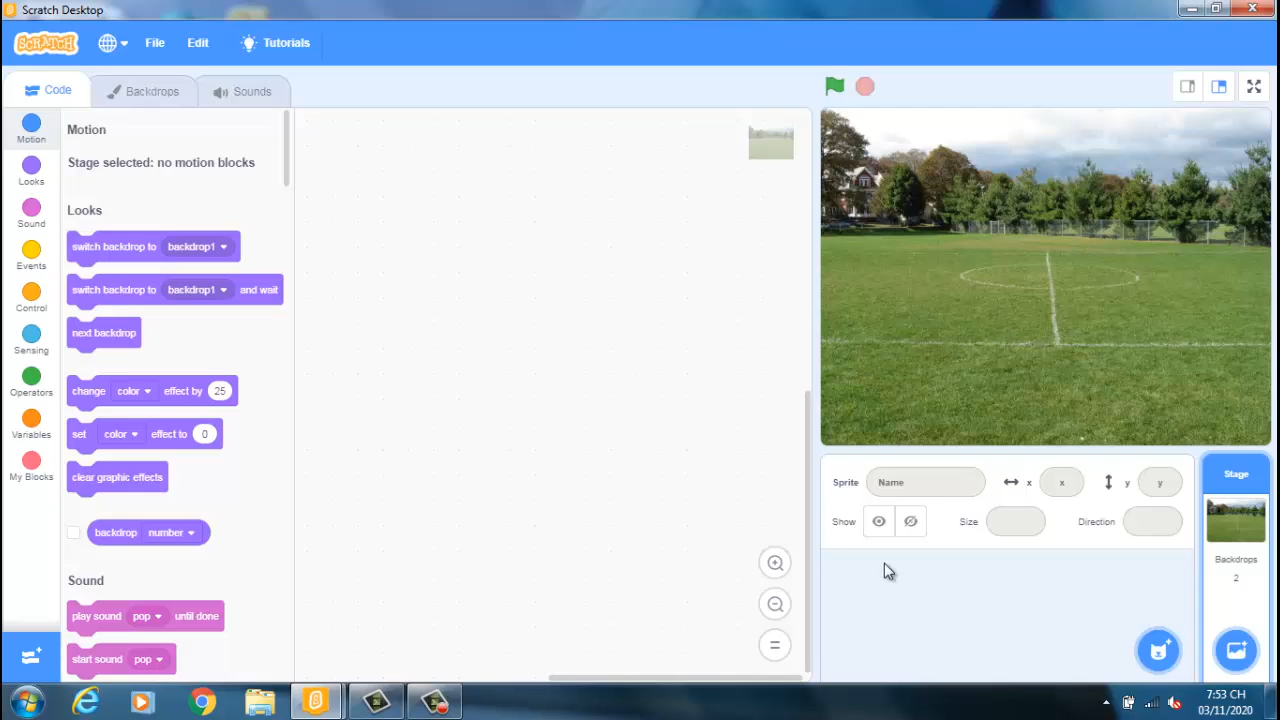 Scratch Desktop
SCRATCH File Edit Tutorials
Code Backdrops Sounds
Motion
Looks
Sound
Events
Control
Sensing
Operators
Variables
My Blocks
Motion
Stage selected: no motion blocks
Looks
switch backdrop to backdrop1
switch backdrop to backdrop1 and wait
next backdrop
change color effect by 25
set color effect to 0
clear graphic effects
backdrop number
Sound
play sound pop until done
start sound pop
Sprite Name x x y y
Show Size Direction
Stage
Backdrops
2
7:53 CH
03/11/2020